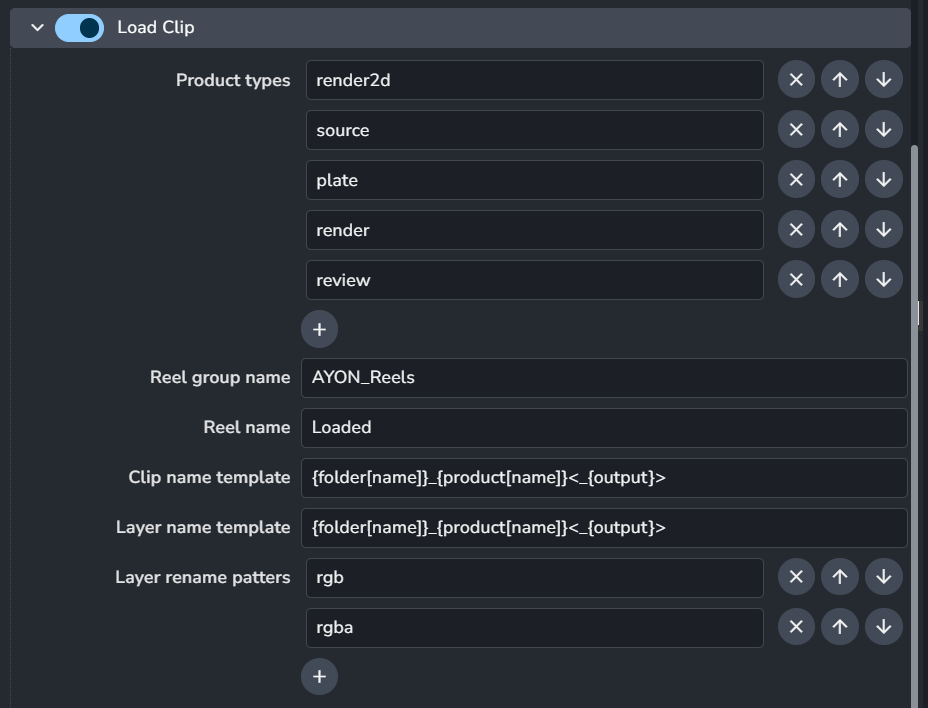 Load Clip
Product types
render2d
source
plate
render
review
Reel group name
AYON_Reels
Reel name
Loaded
Clip name template
{folder[name]}_{product[name]}<_{output}>
Layer name template
{folder[name]}_{product[name]}<_{output}>
Layer rename patters
rgb
rgba